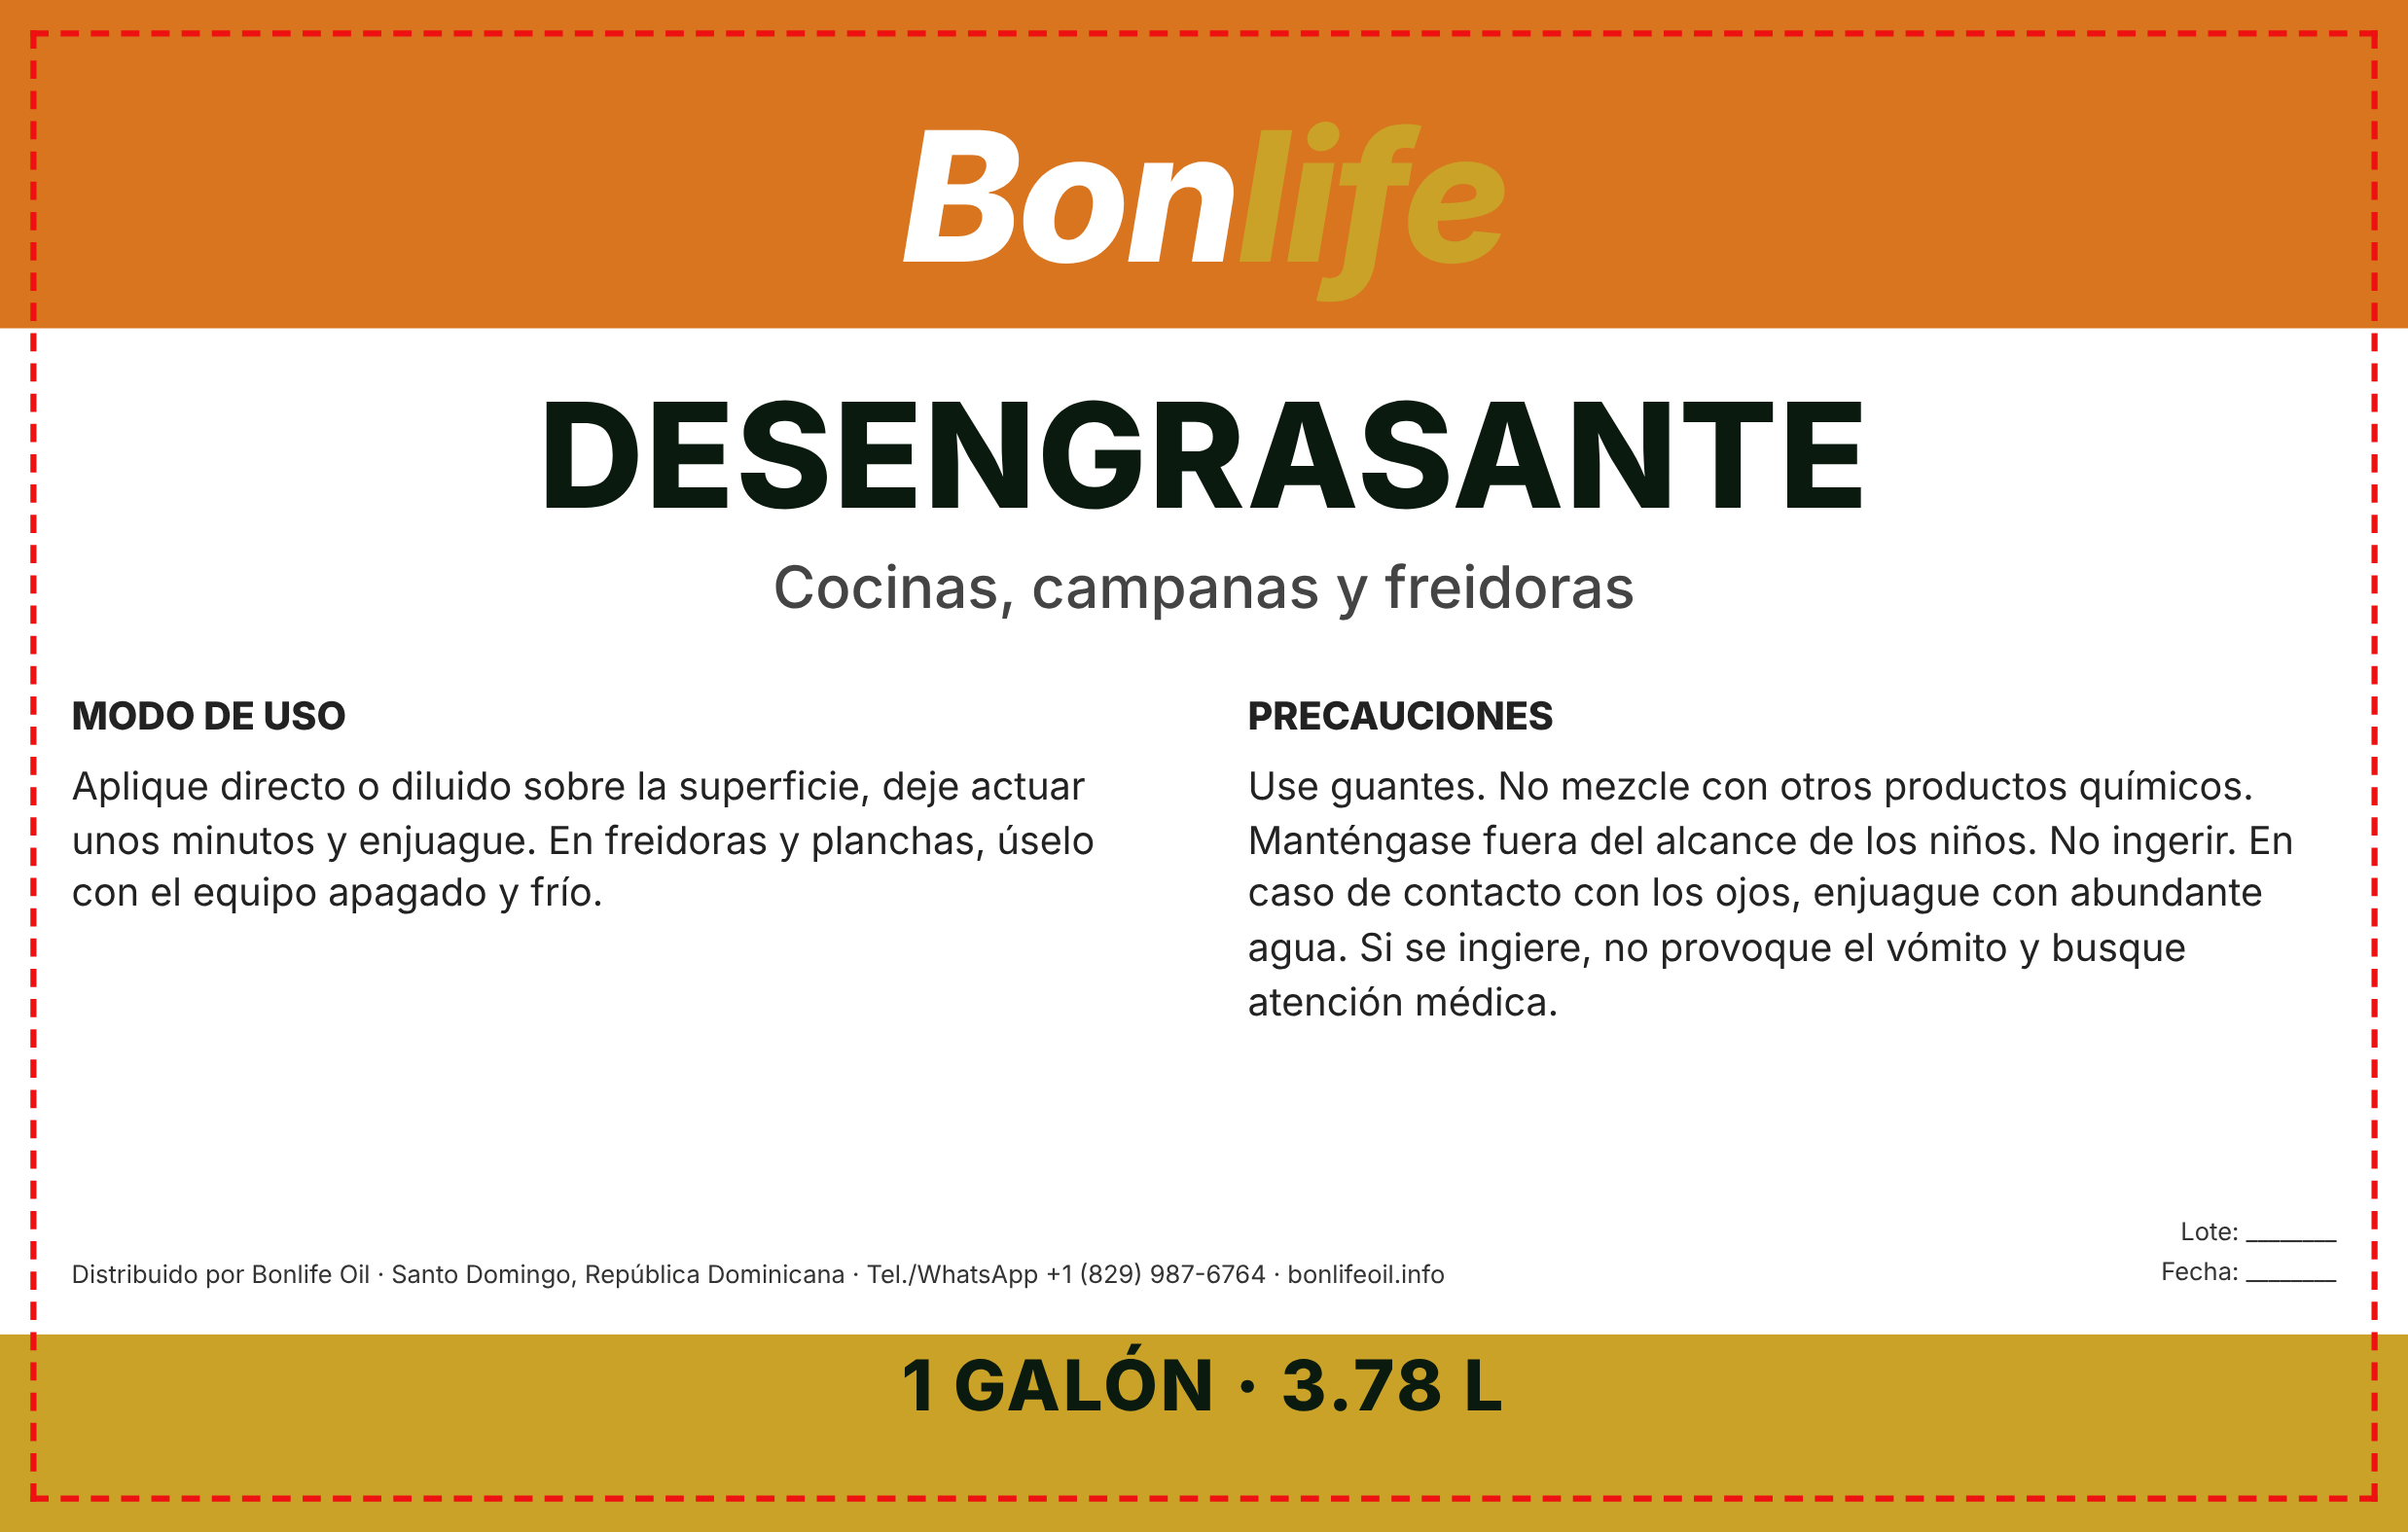 Bonlife
DESENGRASANTE
Cocinas, campanas y freidoras
MODO DE USO
Aplique directo o diluido sobre la superficie, deje actuar
unos minutos y enjuague. En freidoras y planchas, úselo
con el equipo apagado y frío.
PRECAUCIONES
Use guantes. No mezcle con otros productos químicos.
Manténgase fuera del alcance de los niños. No ingerir. En
caso de contacto con los ojos, enjuague con abundante
agua. Si se ingiere, no provoque el vómito y busque
atención médica.
Distribuido por Bonlife Oil · Santo Domingo, República Dominicana · Tel./WhatsApp +1 (829) 987-6764 · bonlifeoil.info
Lote: ________
Fecha: ________
1 GALÓN · 3.78 L